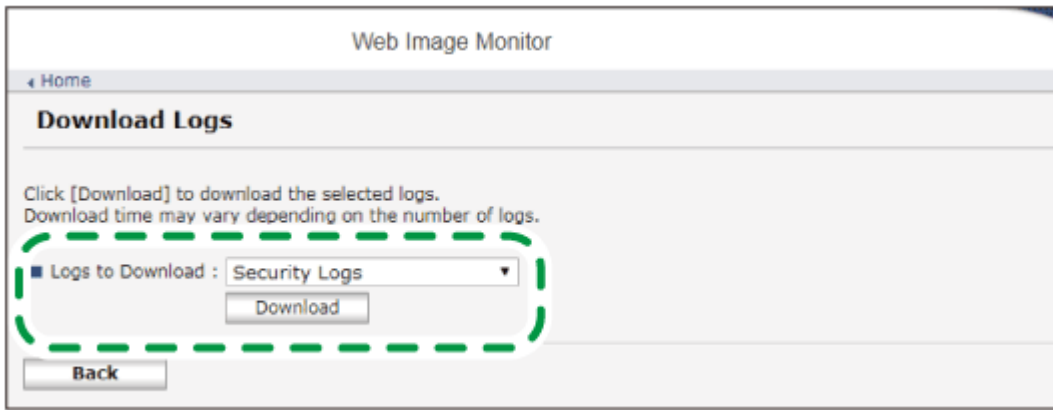 Web Image Monitor
Home
Download Logs
Click [Download] to download the selected logs.
Download time may vary depending on the number of logs.
Logs to Download : Security Logs
Download
Back